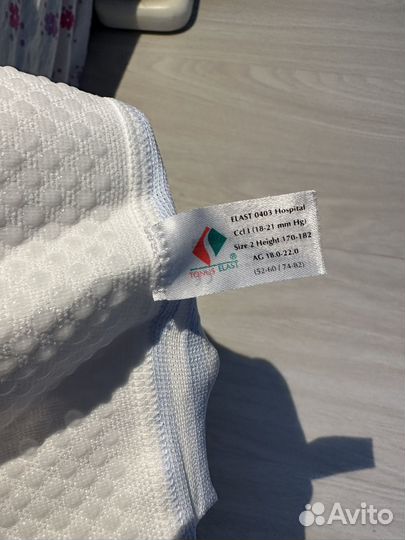 ELAST 0403 Hospital
Ccl I (18-21 mm Hg)
Size 2 Height 170-182
AG 18.0-22.0
(52-60 / 74-82)
TONUS ELAST ®
Avito